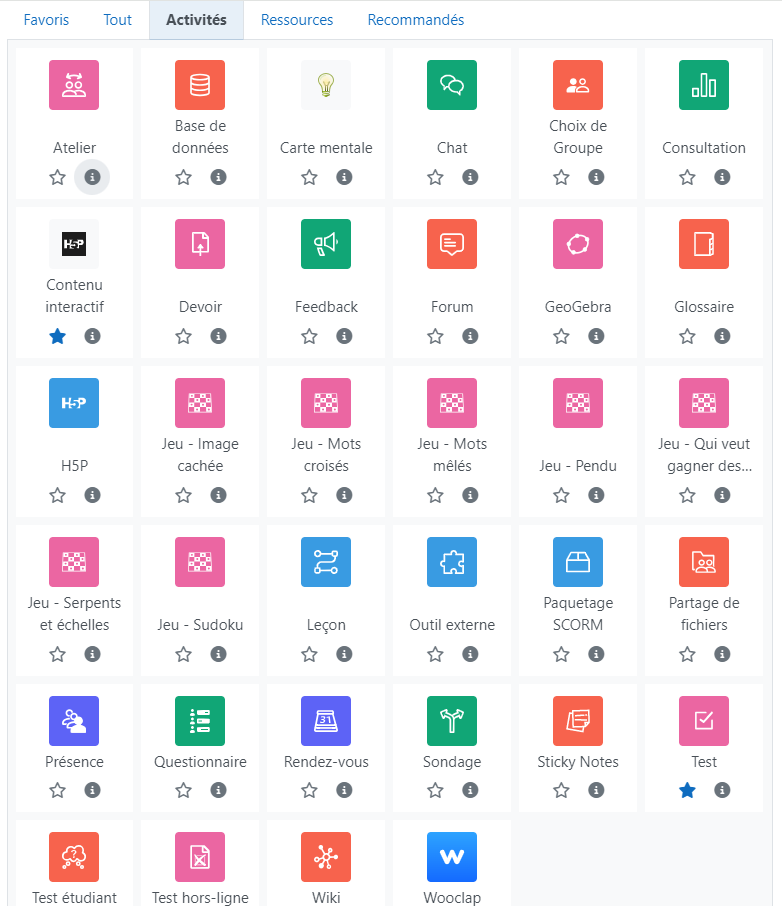 Favoris Tout Activités Ressources Recommandés
Atelier
Base de
données
Carte mentale
Chat
Choix de
Groupe
Consultation
H5P
Contenu
interactif
Devoir
Feedback
Forum
GeoGebra
Glossaire
H5P
H5P
Jeu - Image
cachée
Jeu - Mots
croisés
Jeu - Mots
mêlés
Jeu - Pendu
Jeu - Qui veut
gagner des...
Jeu - Serpents
et échelles
Jeu - Sudoku
Leçon
Outil externe
Paquetage
SCORM
Partage de
fichiers
Présence
Questionnaire
31
Rendez-vous
Sondage
Sticky Notes
Test
?
Test étudiant
Test hors-ligne
Wiki
W
Wooclap